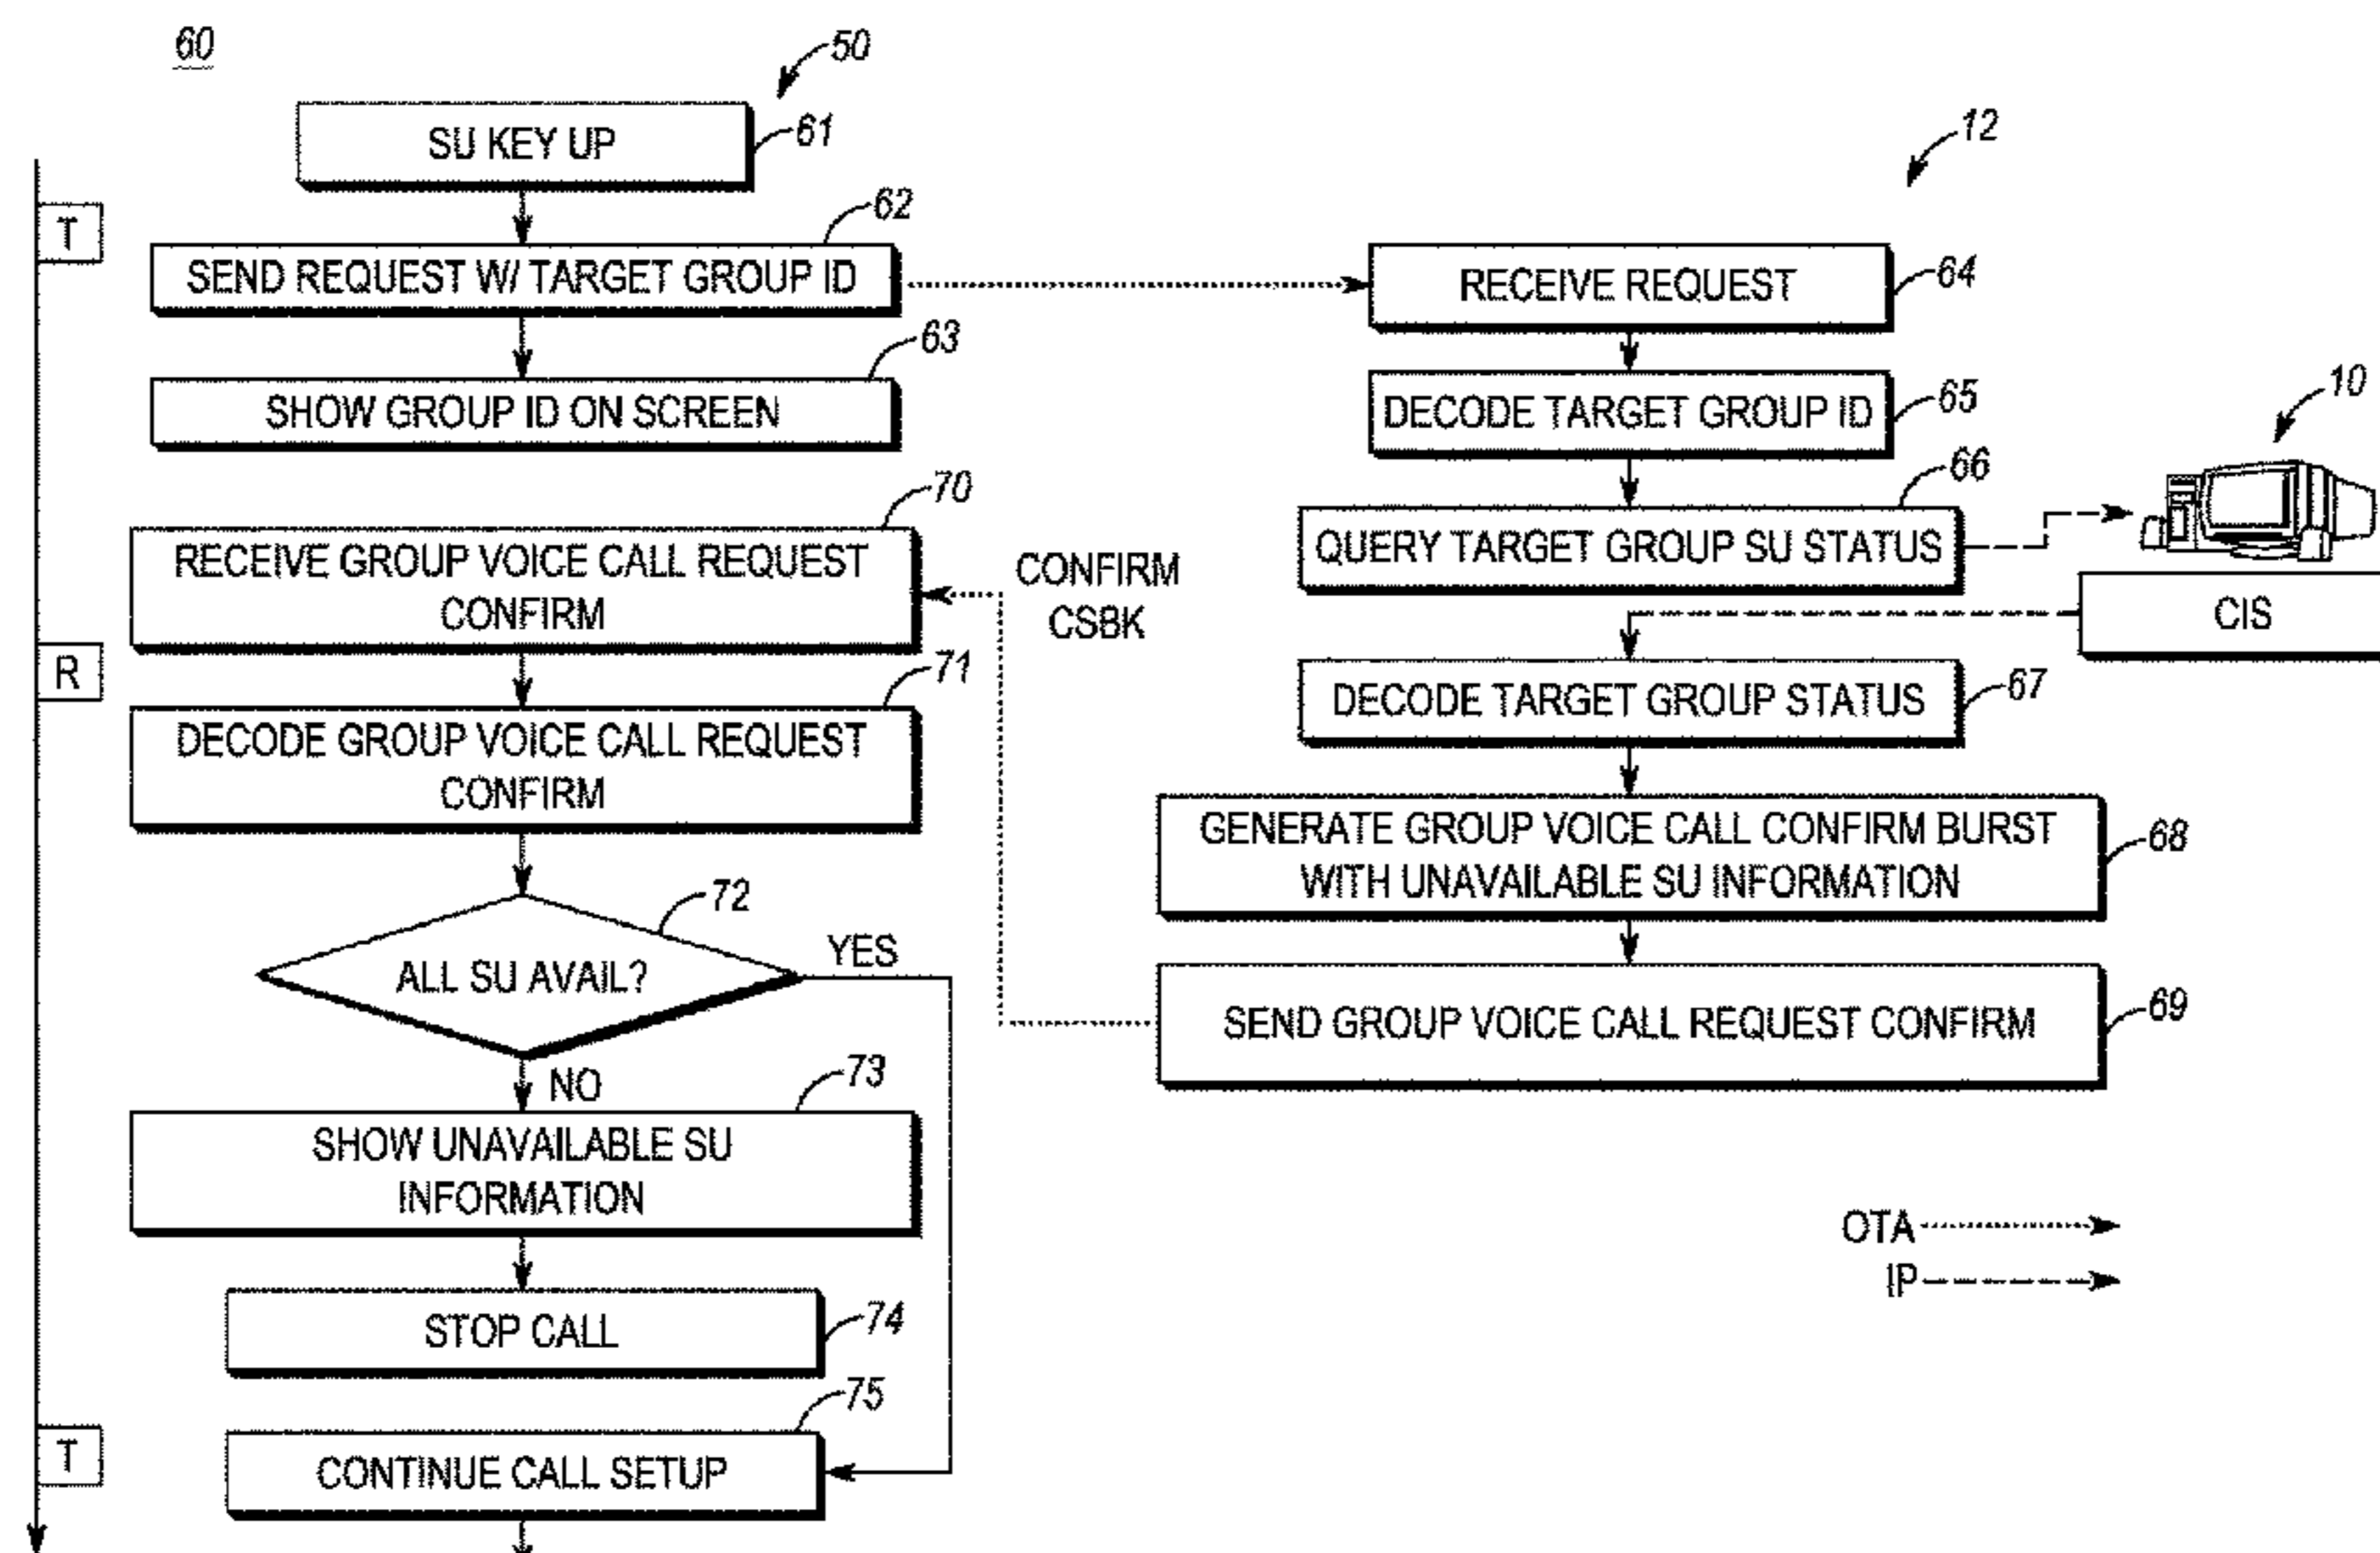 60
50
SU KEY UP
61
12
T
62
SEND REQUEST W/ TARGET GROUP ID
RECEIVE REQUEST
64
63
SHOW GROUP ID ON SCREEN
DECODE TARGET GROUP ID
65
10
66
QUERY TARGET GROUP SU STATUS
CIS
70
RECEIVE GROUP VOICE CALL REQUEST
CONFIRM
CONFIRM
CSBK
R
71
DECODE GROUP VOICE CALL REQUEST
CONFIRM
DECODE TARGET GROUP STATUS
67
GENERATE GROUP VOICE CALL CONFIRM BURST
WITH UNAVAILABLE SU INFORMATION
68
72
ALL SU AVAIL?
YES
SEND GROUP VOICE CALL REQUEST CONFIRM
69
NO
73
SHOW UNAVAILABLE SU
INFORMATION
OTA
IP
STOP CALL
74
75
T
CONTINUE CALL SETUP